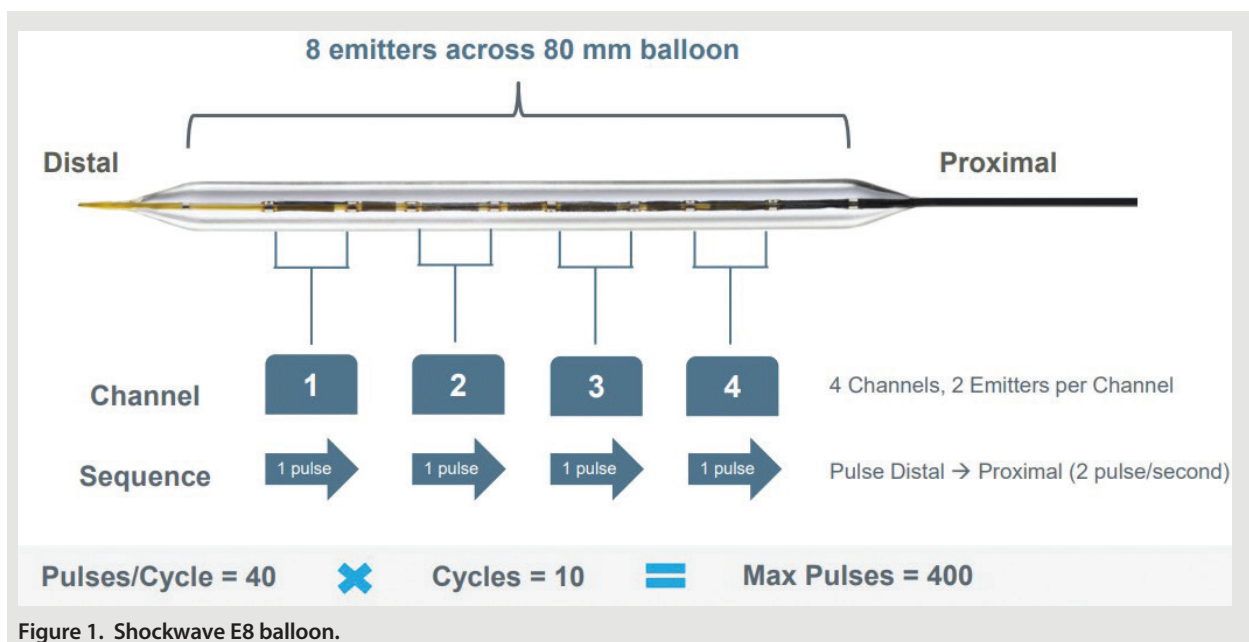 8 emitters across 80 mm balloon
Distal
Proximal
Channel
1
2
3
4
4 Channels, 2 Emitters per Channel
Sequence
1 pulse
1 pulse
1 pulse
1 pulse
Pulse Distal → Proximal (2 pulse/second)
Pulses/Cycle = 40 ✖ Cycles = 10 = Max Pulses = 400
Figure 1. Shockwave E8 balloon.